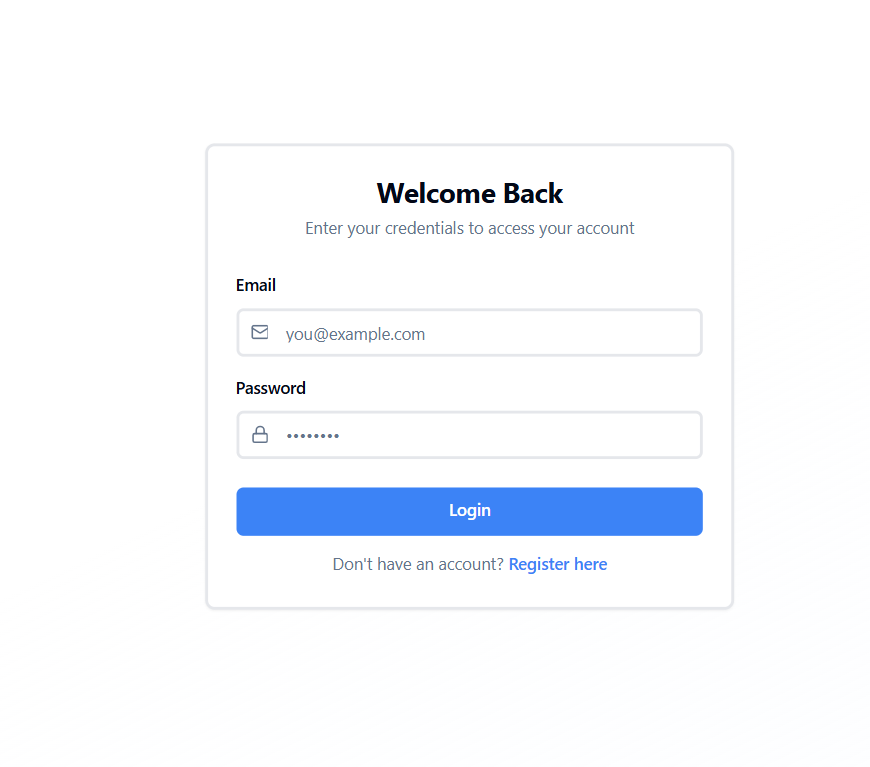 Welcome Back
Enter your credentials to access your account
Email
you@example.com
Password
••••••••
Login
Don't have an account? Register here